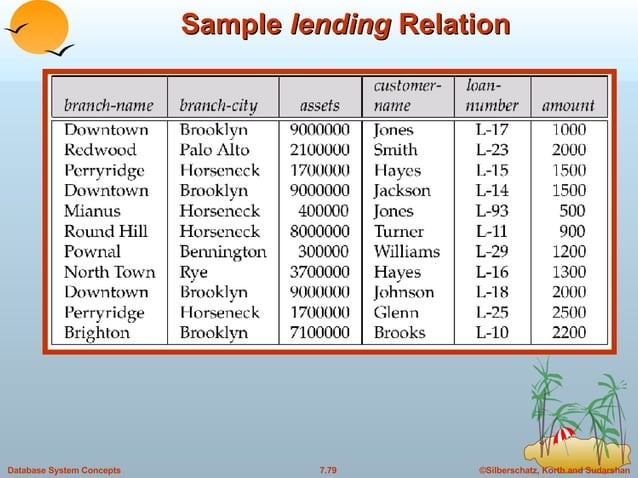 Sample lending Relation
customer- loan-
branch-name branch-city assets name number amount
Downtown Brooklyn 9000000 Jones L-17 1000
Redwood Palo Alto 2100000 Smith L-23 2000
Perryridge Horseneck 1700000 Hayes L-15 1500
Downtown Brooklyn 9000000 Jackson L-14 1500
Mianus Horseneck 400000 Jones L-93 500
Round Hill Horseneck 8000000 Turner L-11 900
Pownal Bennington 300000 Williams L-29 1200
North Town Rye 3700000 Hayes L-16 1300
Downtown Brooklyn 9000000 Johnson L-18 2000
Perryridge Horseneck 1700000 Glenn L-25 2500
Brighton Brooklyn 7100000 Brooks L-10 2200
Database System Concepts 7.79 ©Silberschatz, Korth and Sudarshan